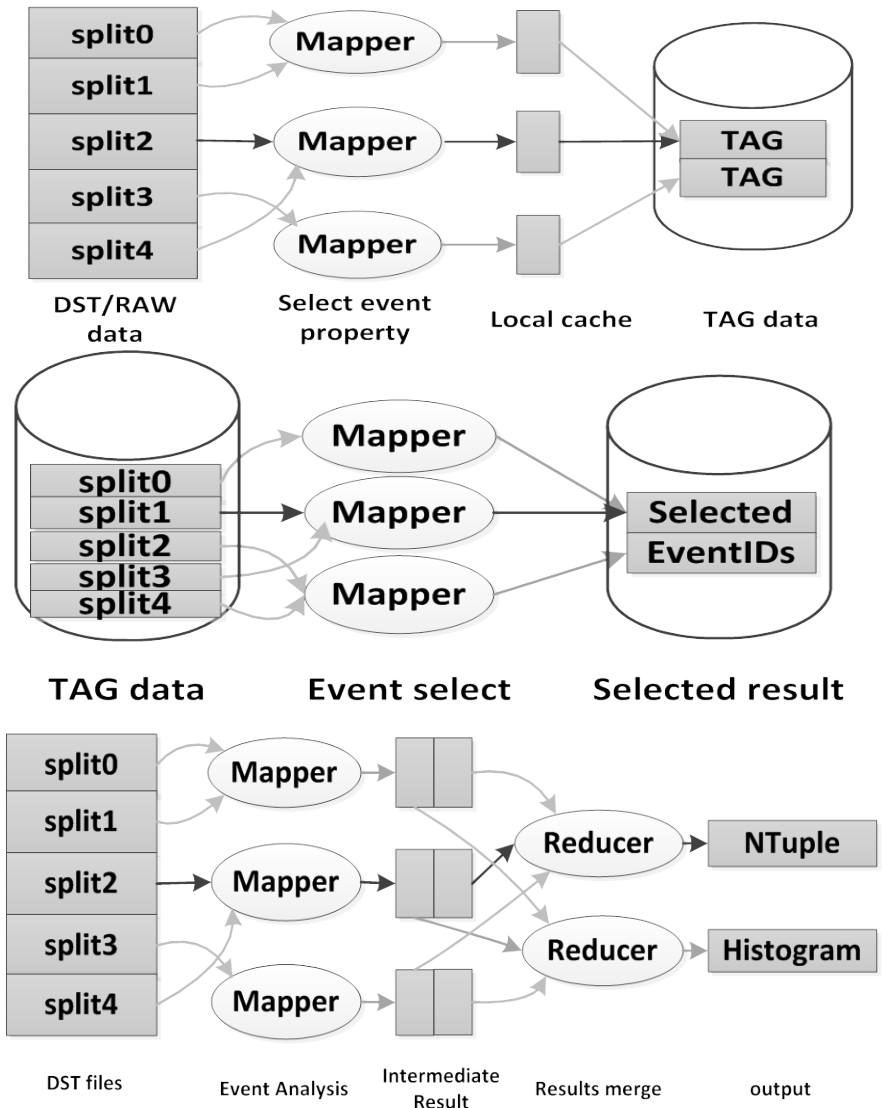 split0
split1
split2
split3
split4
Mapper
Mapper
Mapper
TAG
TAG
DST/RAW
data
Select event
property
Local cache
TAG data
split0
split1
split2
split3
split4
Mapper
Mapper
Mapper
Selected
EventIDs
TAG data
Event select
Selected result
split0
split1
split2
split3
split4
Mapper
Mapper
Mapper
Reducer
Reducer
NTuple
Histogram
DST files
Event Analysis
Intermediate
Result
Results merge
output